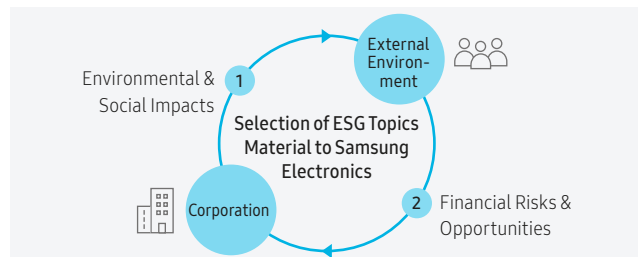 External
Environ-
ment
1
Environmental &
Social Impacts
Selection of ESG Topics
Material to Samsung
Electronics
Corporation
2
Financial Risks &
Opportunities